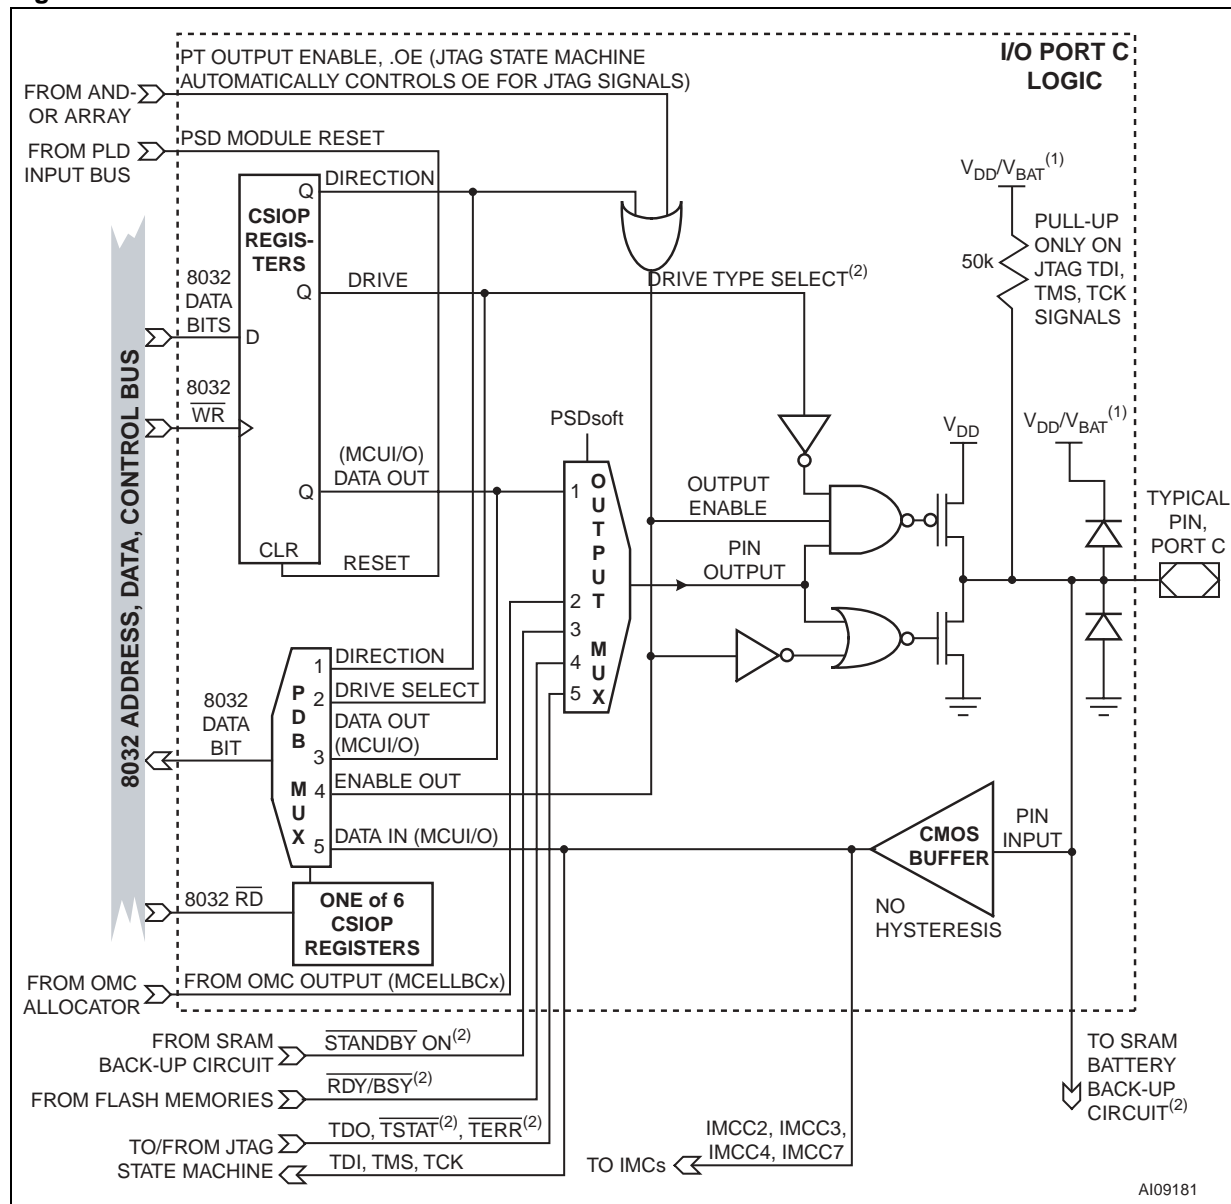 PT OUTPUT ENABLE, .OE (JTAG STATE MACHINE
AUTOMATICALLY CONTROLS OE FOR JTAG SIGNALS)
I/O PORT C
LOGIC
FROM AND-
OR ARRAY
PSD MODULE RESET
FROM PLD
INPUT BUS
DIRECTION
Q
CSIOP
REGIS-
TERS
VDD/VBAT(1)
PULL-UP
ONLY ON
JTAG TDI,
TMS, TCK
SIGNALS
50k
8032
DATA
BITS
DRIVE
Q
DRIVE TYPE SELECT(2)
D
8032 ADDRESS, DATA, CONTROL BUS
8032
WR
PSDsoft
VDD
VDD/VBAT(1)
(MCUI/O)
DATA OUT
Q
1
OUTPUT MUX
OUTPUT
ENABLE
TYPICAL
PIN,
PORT C
CLR
RESET
PIN
OUTPUT
2
3
4
5
1
DIRECTION
2
DRIVE SELECT
DATA OUT
3
(MCUI/O)
4
ENABLE OUT
5
DATA IN (MCUI/O)
PDB MUX
8032
DATA
BIT
CMOS
BUFFER
PIN
INPUT
NO
HYSTERESIS
8032 RD
ONE of 6
CSIOP
REGISTERS
FROM OMC
ALLOCATOR
FROM OMC OUTPUT (MCELLBCx)
FROM SRAM
BACK-UP CIRCUIT
STANDBY ON(2)
TO SRAM
BATTERY
BACK-UP
CIRCUIT(2)
FROM FLASH MEMORIES
RDY/BSY(2)
TO/FROM JTAG
STATE MACHINE
TDO, TSTAT(2), TERR(2)
TDI, TMS, TCK
TO IMCs
IMCC2, IMCC3,
IMCC4, IMCC7
AI09181